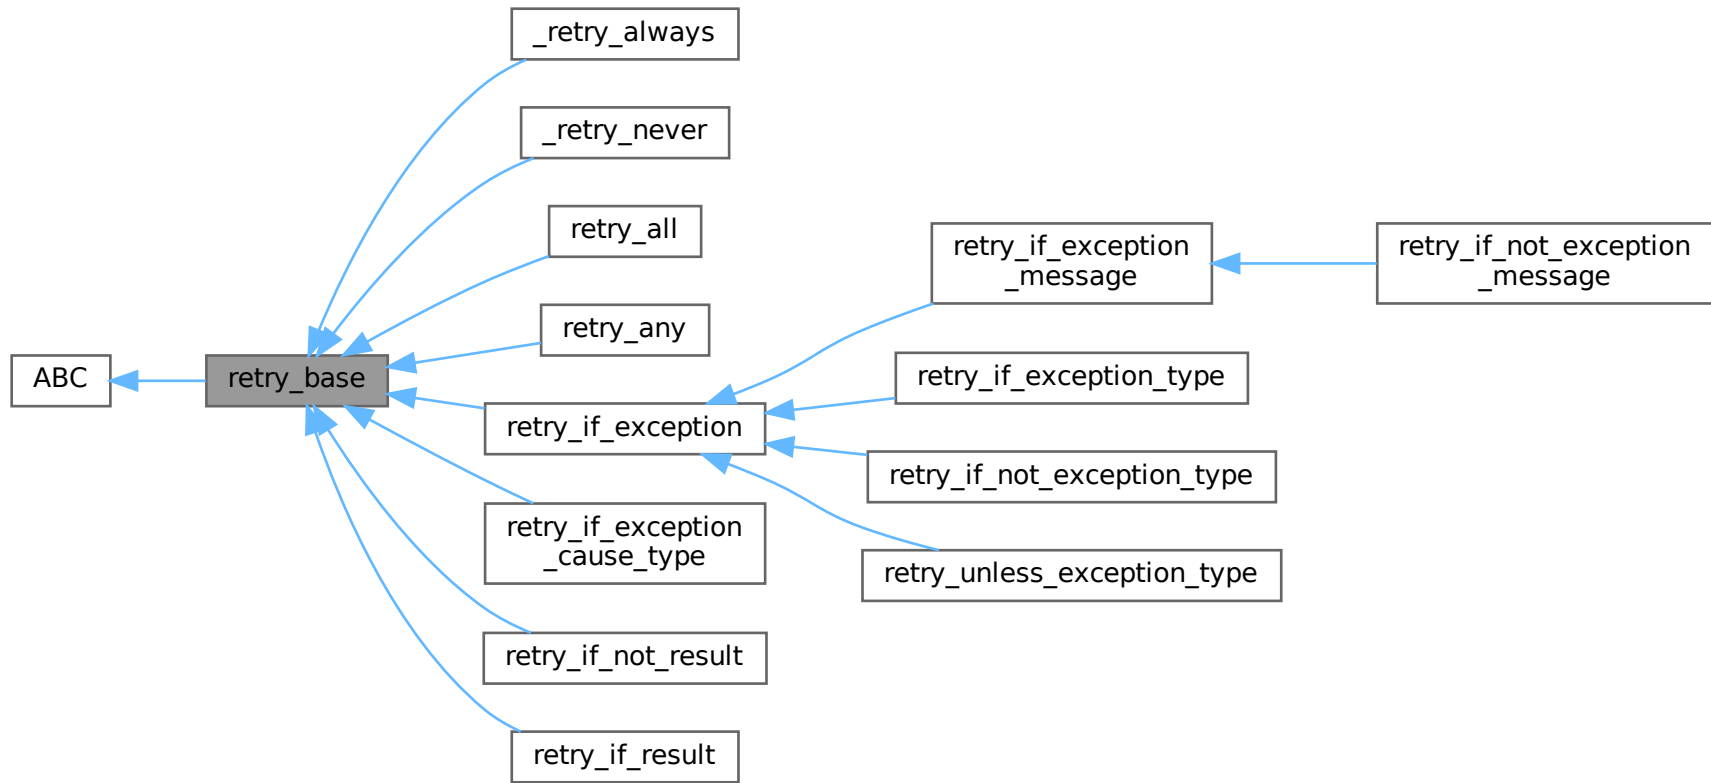 _retry_always
_retry_never
retry_all
retry_any
ABC
retry_base
retry_if_exception
retry_if_exception
_cause_type
retry_if_not_result
retry_if_result
retry_if_exception
_message
retry_if_exception_type
retry_if_not_exception_type
retry_unless_exception_type
retry_if_not_exception
_message